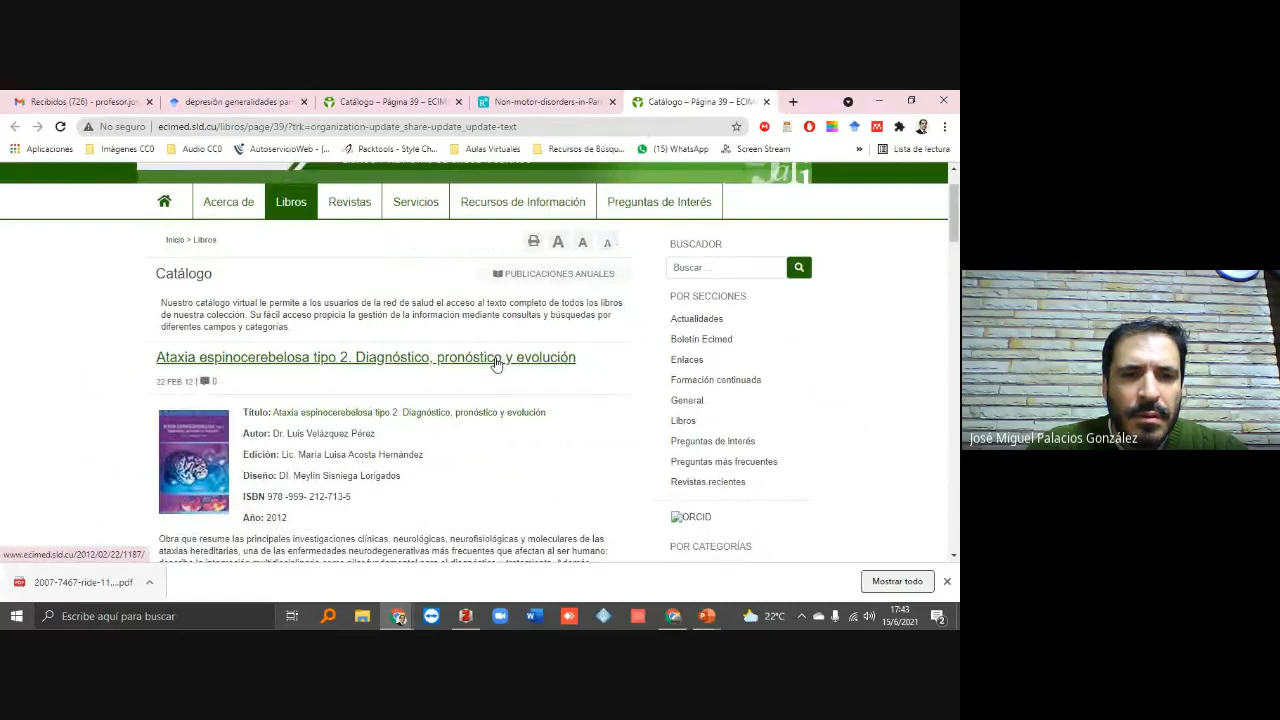 Recibidos (726) - profesor.jos
depresión generalidades par
Catálogo – Página 39 – ECIM
Non-motor-disorders-in-Par
Catálogo – Página 39 – ECIM
No seguro
ecimed.sld.cu/libros/page/39/?trk=organization-update_share-update_update-text
Aplicaciones
Imágenes CC0
Audio CC0
AutoservicioWeb - J...
Packtools - Style Ch...
Aulas Virtuales
Recursos de Búsqu...
(15) WhatsApp
Screen Stream
»
Lista de lectura
Acerca de
Libros
Revistas
Servicios
Recursos de Información
Preguntas de Interés
Inicio > Libros
A
A
A
Catálogo
PUBLICACIONES ANUALES
Nuestro catálogo virtual le permite a los usuarios de la red de salud el acceso al texto completo de todos los libros
de nuestra colección. Su fácil acceso propicia la gestión de la información mediante consultas y búsquedas por
diferentes campos y categorías.
Ataxia espinocerebelosa tipo 2. Diagnóstico, pronóstico y evolución
22 FEB 12 | 0
Título: Ataxia espinocerebelosa tipo 2. Diagnóstico, pronóstico y evolución
Autor: Dr. Luis Velázquez Pérez
Edición: Lic. María Luisa Acosta Hernández
Diseño: DI. Meylín Sisniega Lorigados
ISBN 978 -959- 212-713-5
Año: 2012
Obra que resume las principales investigaciones clínicas, neurológicas, neurofisiológicas y moleculares de las
ataxias hereditarias, una de las enfermedades neurodegenerativas más frecuentes que afectan al ser humano;
BUSCADOR
Buscar ...
POR SECCIONES
Actualidades
Boletín Ecimed
Enlaces
Formación continuada
General
Libros
Preguntas de Interés
Preguntas más frecuentes
Revistas recientes
ORCID
POR CATEGORÍAS
www.ecimed.sld.cu/2012/02/22/1187/
2007-7467-ride-11....pdf
Mostrar todo
Escribe aquí para buscar
22°C
17:43
15/6/2021
2
José Miguel Palacios González